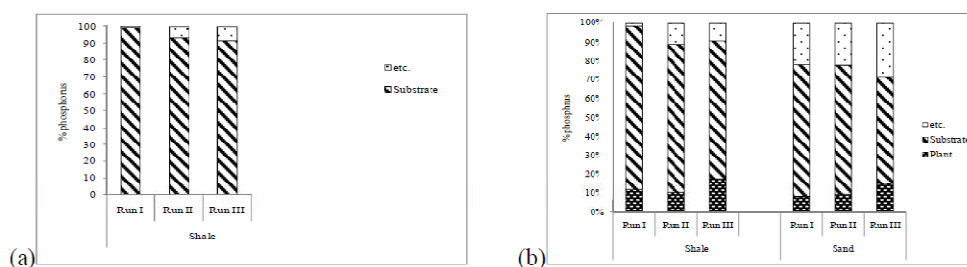 100
90
80
70
60
50
40
30
20
10
0
%phosphorus
Run I Run II Run III
Shale
etc.
Substrate
(a)
100%
90%
80%
70%
60%
50%
40%
30%
20%
10%
0%
%phosphrus
Run I Run II Run III Run I Run II Run III
Shale Sand
etc.
Substrate
Plant
(b)